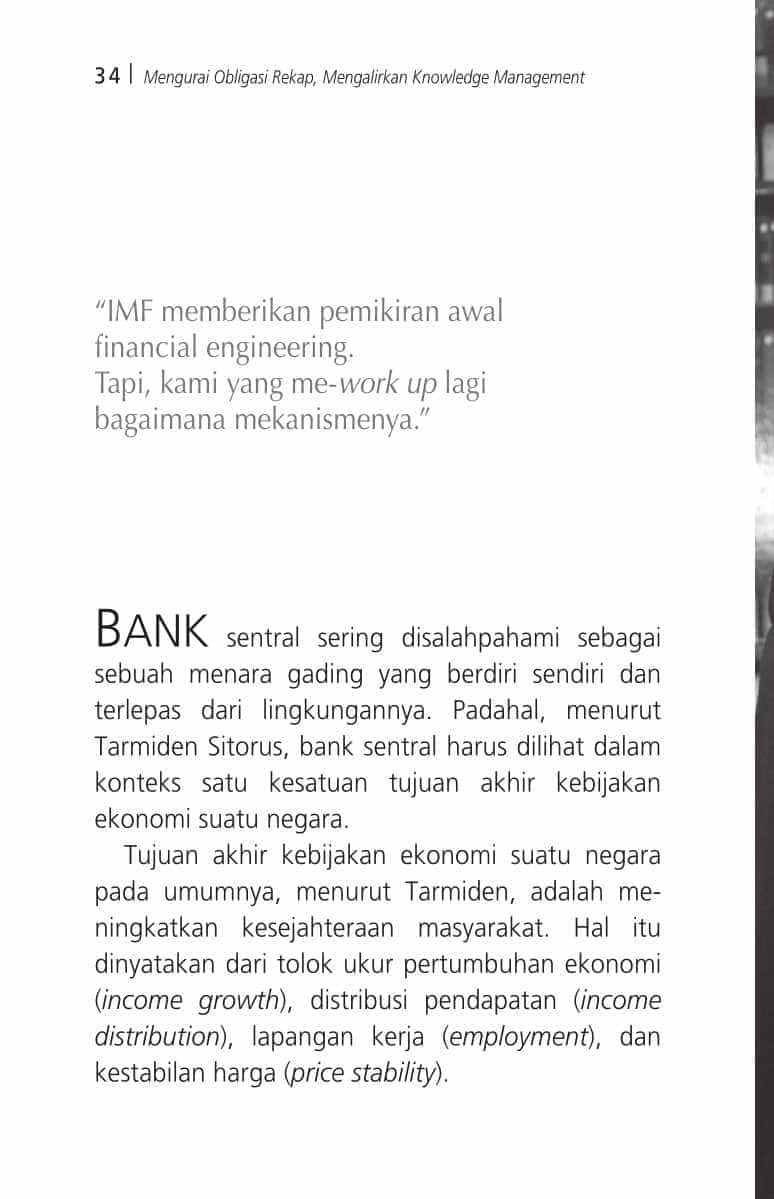 34 | Mengurai Obligasi Rekap, Mengalirkan Knowledge Management
“IMF memberikan pemikiran awal
financial engineering.
Tapi, kami yang me-work up lagi
bagaimana mekanismenya.”
BANK sentral sering disalahpahami sebagai
sebuah menara gading yang berdiri sendiri dan
terlepas dari lingkungannya. Padahal, menurut
Tarmiden Sitorus, bank sentral harus dilihat dalam
konteks satu kesatuan tujuan akhir kebijakan
ekonomi suatu negara.
Tujuan akhir kebijakan ekonomi suatu negara
pada umumnya, menurut Tarmiden, adalah me-
ningkatkan kesejahteraan masyarakat. Hal itu
dinyatakan dari tolok ukur pertumbuhan ekonomi
(income growth), distribusi pendapatan (income
distribution), lapangan kerja (employment), dan
kestabilan harga (price stability).